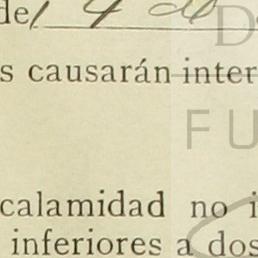 de
s causarán inter
FU
calamidad no i
inferiores a dos